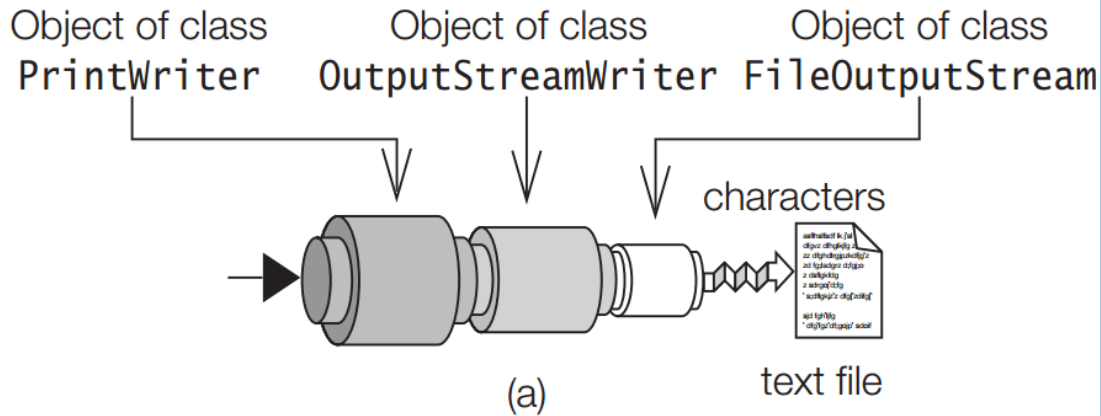 Object of class
PrintWriter
Object of class
OutputStreamWriter
Object of class
FileOutputStream
characters
text file
(a)